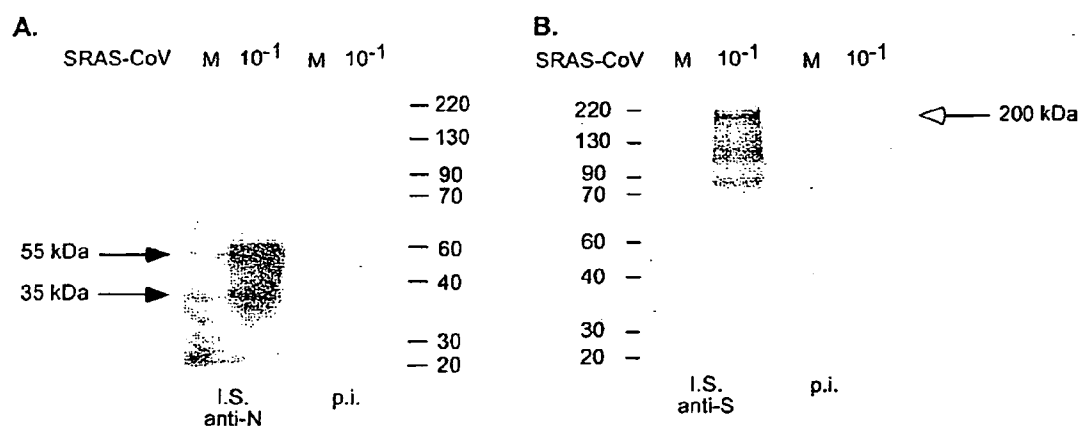 A.
SRAS-CoV M 10⁻¹ M 10⁻¹
220
130
90
70
55 kDa
60
40
35 kDa
30
20
I.S.
anti-N
p.i.
B.
SRAS-CoV M 10⁻¹ M 10⁻¹
220
200 kDa
130
90
70
60
40
30
20
I.S.
anti-S
p.i.